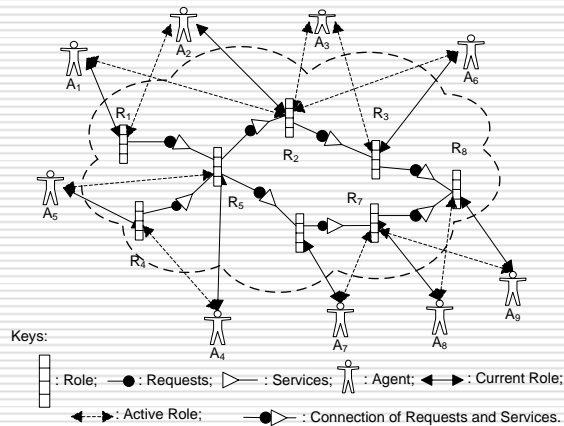 A2
A3
A1
A6
R1
R3
R2
R8
R5
R7
A5
R4
A9
A4
A7
A8
Keys:
: Role; : Requests; : Services; : Agent; : Current Role;
: Active Role; : Connection of Requests and Services.